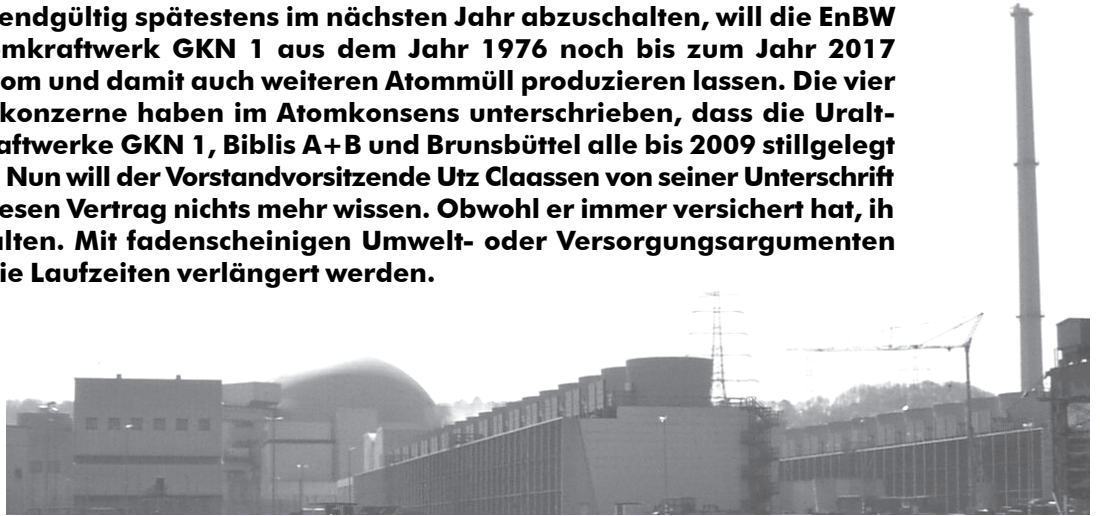 endgültig spätestens im nächsten Jahr abzuschalten, will die EnBW
mkraftwerk GKN 1 aus dem Jahr 1976 noch bis zum Jahr 2017
om und damit auch weiteren Atommüll produzieren lassen. Die vier
konzerne haben im Atomkonsens unterschrieben, dass die Uralt-
aftwerke GKN 1, Biblis A+B und Brunsbüttel alle bis 2009 stillgelegt
Nun will der Vorstandvorsitzende Utz Claassen von seiner Unterschrift
esen Vertrag nichts mehr wissen. Obwohl er immer versichert hat, ih
lten. Mit fadenscheinigen Umwelt- oder Versorgungsargumenten
ie Laufzeiten verlängert werden.